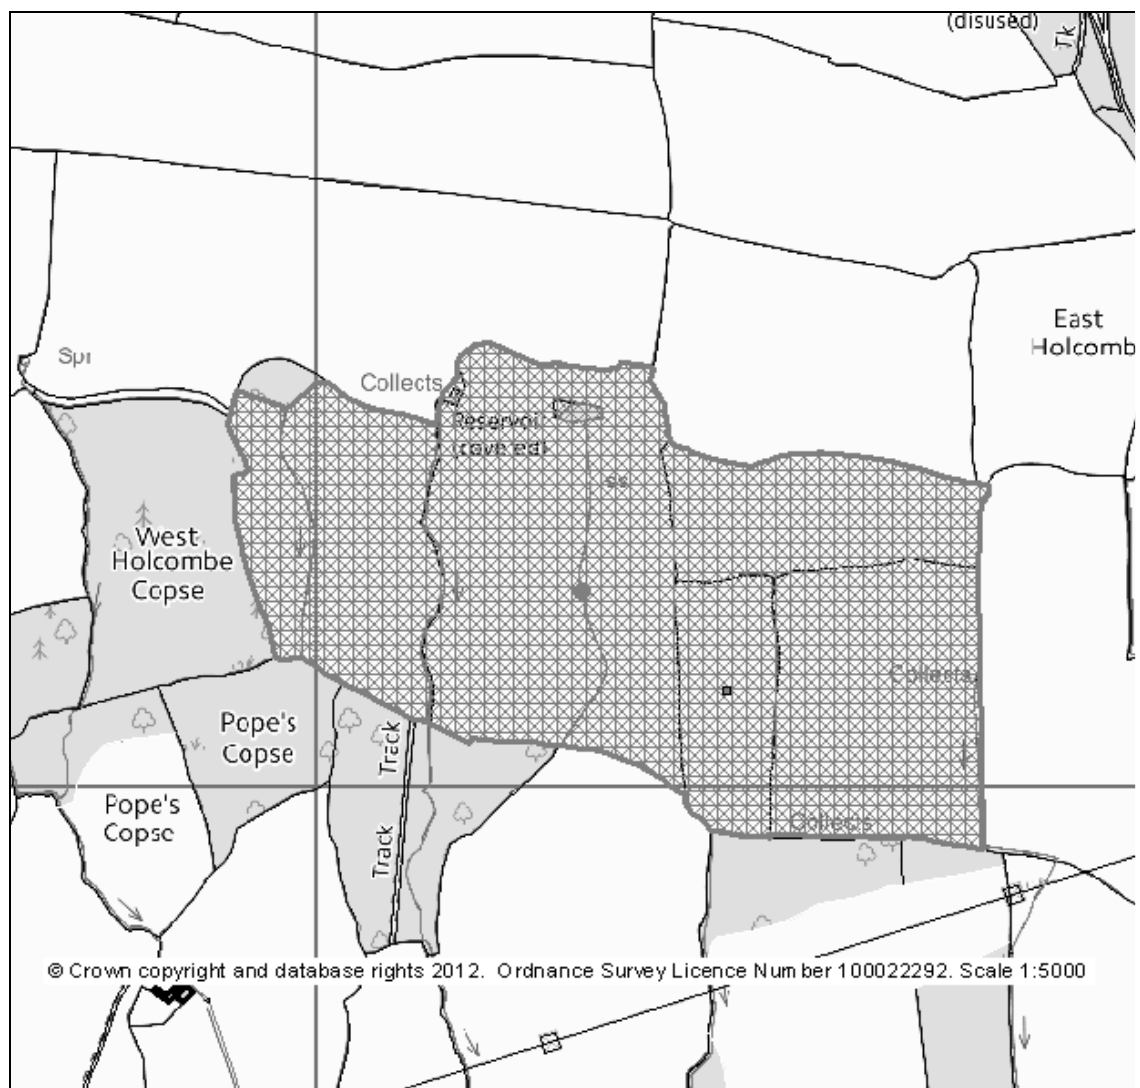 (disused)
Tk
East
Holcomb
Spr
Collects
Reservoir
(covered)
West
Holcombe
Copse
Collects
Pope's
Copse
Track
Pope's
Copse
Track
Collects
© Crown copyright and database rights 2012. Ordnance Survey Licence Number 100022292. Scale 1:5000